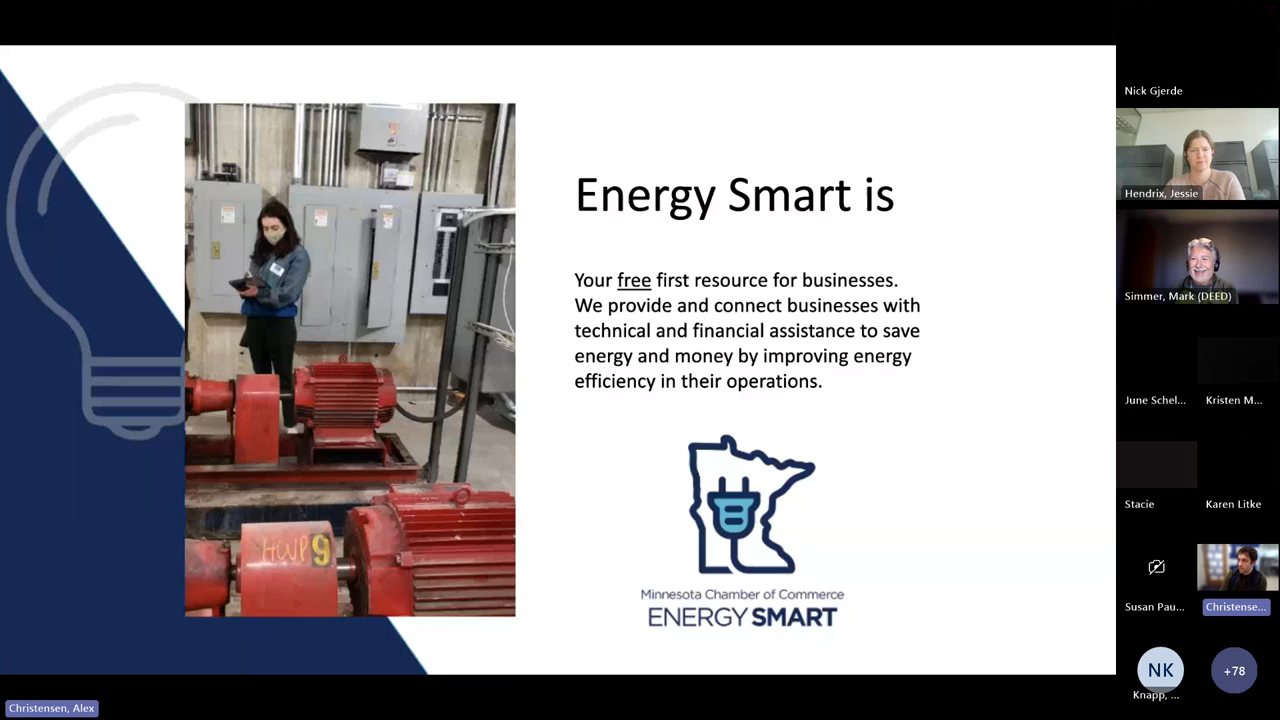 Energy Smart is
Your free first resource for businesses.
We provide and connect businesses with
technical and financial assistance to save
energy and money by improving energy
efficiency in their operations.
HWP9
Minnesota Chamber of Commerce
ENERGY SMART
Nick Gjerde
Hendrix, Jessie
Simmer, Mark (DEED)
June Schel...
Kristen M...
Stacie
Karen Litke
Susan Pau...
Christense...
NK
+78
Knapp, ...
Christensen, Alex